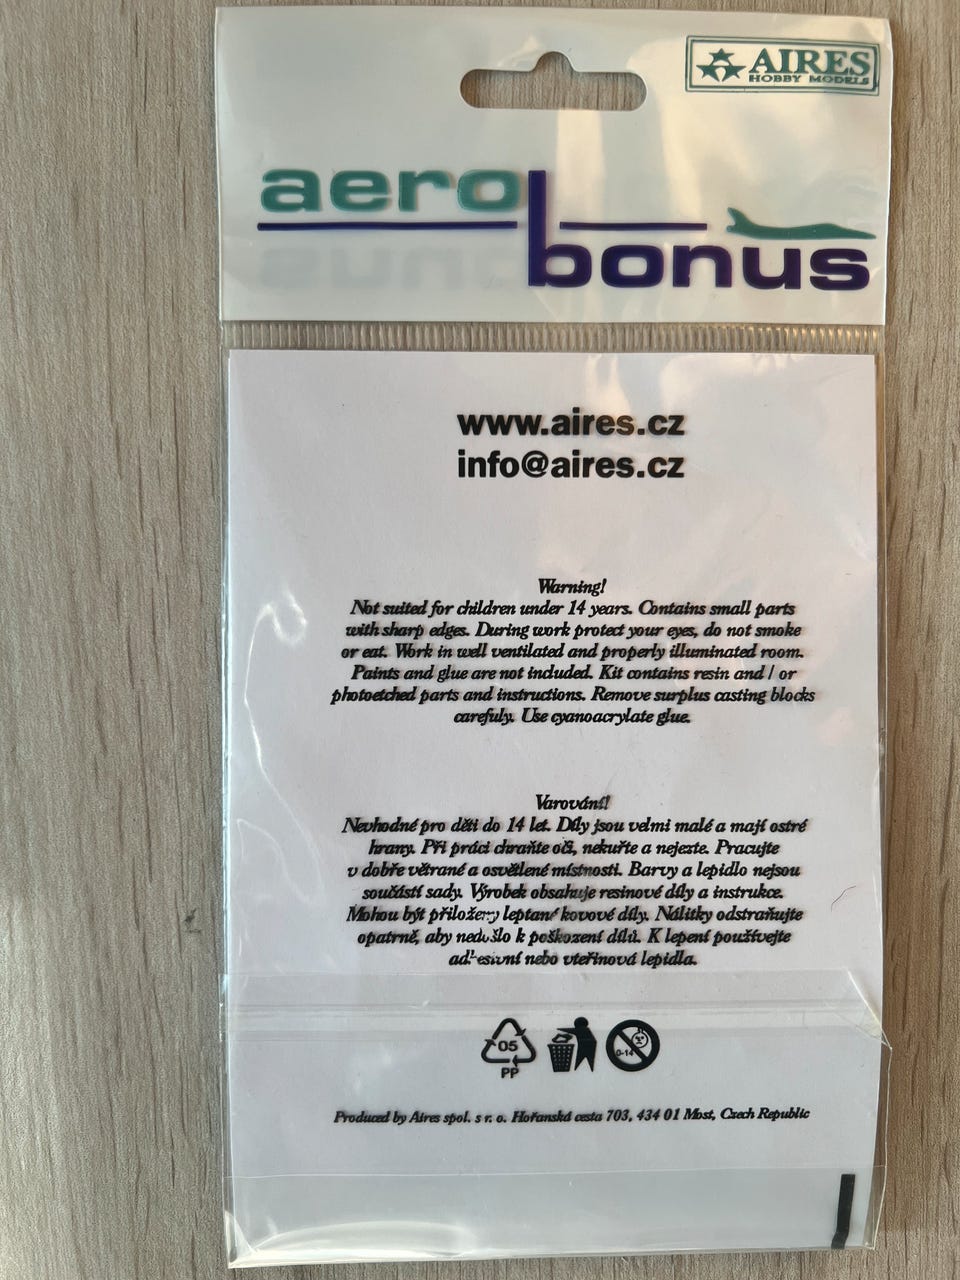 AIRES
HOBBY MODELS
aero
bonus
www.aires.cz
info@aires.cz
Warning!
Not suited for children under 14 years. Contains small parts
with sharp edges. During work protect your eyes, do not smoke
or eat. Work in well ventilated and properly illuminated room.
Paints and glue are not included. Kit contains resin and / or
photoetched parts and instructions. Remove surplus casting blocks
carefuly. Use cyanoacrylate glue.
Varování!
Nevhodné pro děti do 14 let. Díly jsou velmi malé a mají ostré
hrany. Při práci chraňte oči, nekuřte a nejezte. Pracujte
v dobře větrané a osvětlené místnosti. Barvy a lepidlo nejsou
součástí sady. Výrobek obsahuje resinové díly a instrukce.
Mohou být přiloženy leptané kovové díly. Nálitky odstraňujte
opatrně, aby nedošlo k poškození dílů. K lepení používejte
adhesivní nebo vteřinová lepidla.
05
PP
0-14
Produced by Aires spol. s r. o. Hořanská cesta 703, 434 01 Most, Czech Republic